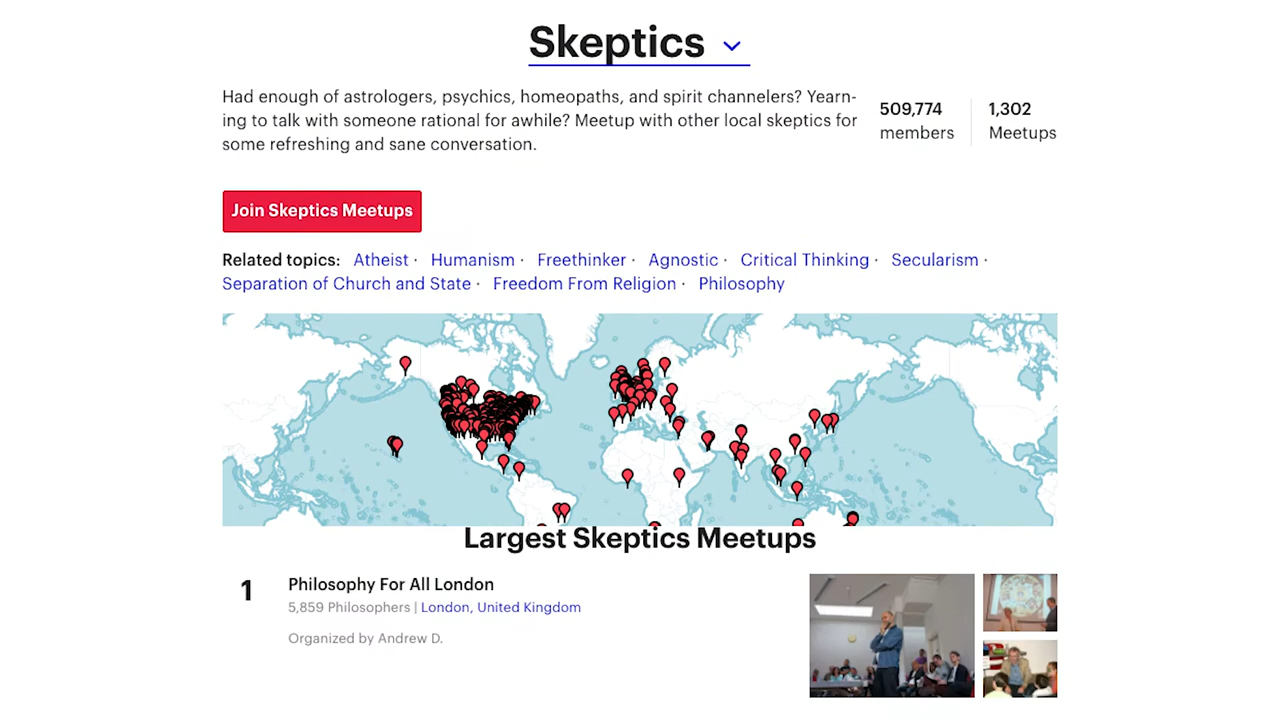 Skeptics
Had enough of astrologers, psychics, homeopaths, and spirit channelers? Yearn-
ing to talk with someone rational for awhile? Meetup with other local skeptics for
some refreshing and sane conversation.
509,774
members
1,302
Meetups
Join Skeptics Meetups
Related topics: Atheist · Humanism · Freethinker · Agnostic · Critical Thinking · Secularism ·
Separation of Church and State · Freedom From Religion · Philosophy
Largest Skeptics Meetups
1
Philosophy For All London
5,859 Philosophers | London, United Kingdom
Organized by Andrew D.